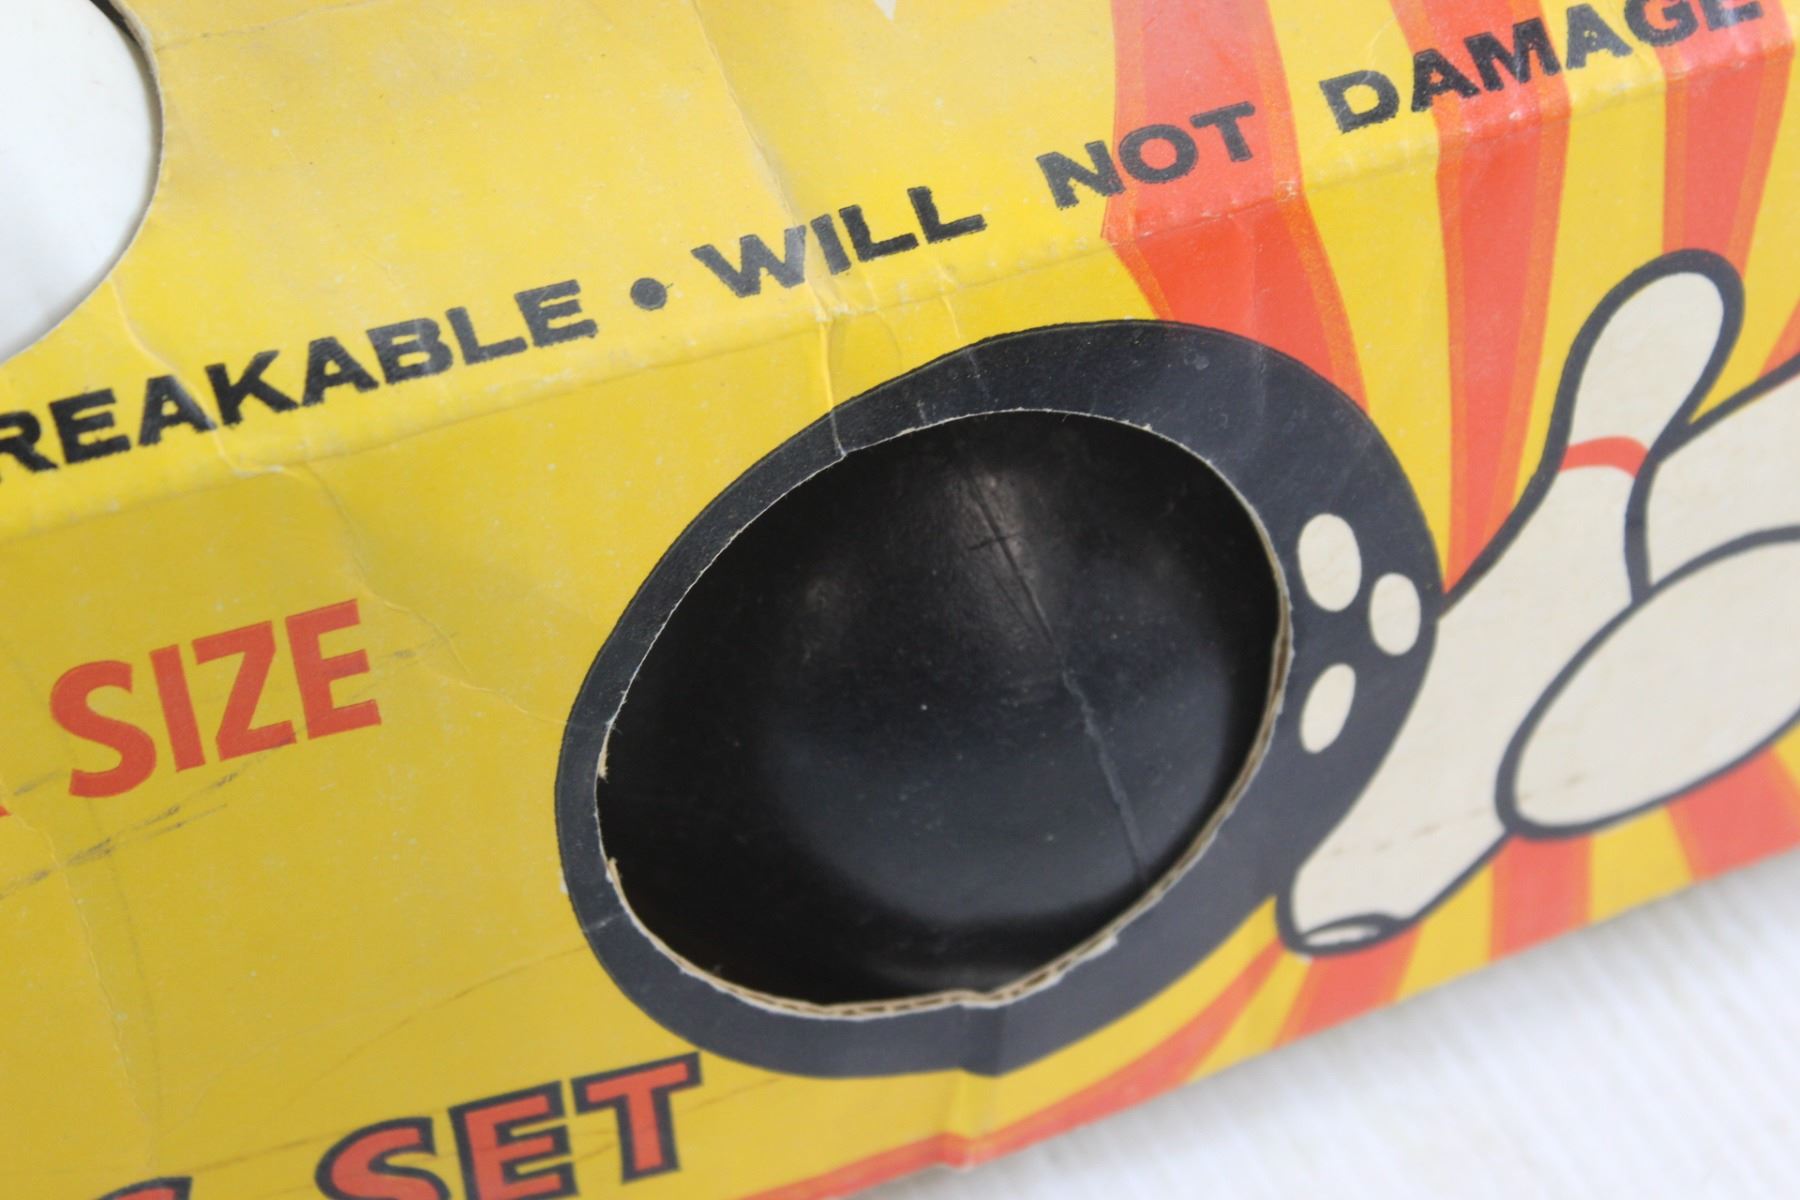 REAKABLE • WILL NOT DAMAGE
SIZE
SET